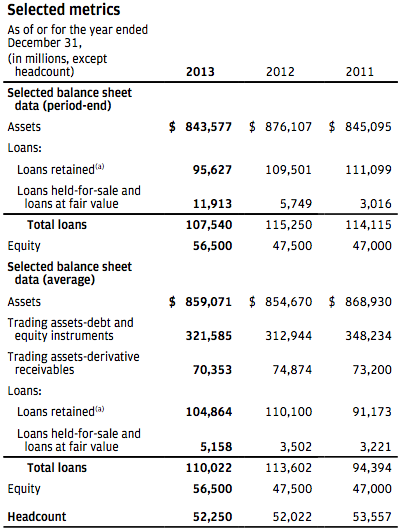 Selected metrics
As of or for the year ended
December 31,
(in millions, except
headcount) 2013 2012 2011
Selected balance sheet
data (period-end)
Assets $ 843,577 $ 876,107 $ 845,095
Loans:
Loans retained(a) 95,627 109,501 111,099
Loans held-for-sale and
loans at fair value 11,913 5,749 3,016
Total loans 107,540 115,250 114,115
Equity 56,500 47,500 47,000
Selected balance sheet
data (average)
Assets $ 859,071 $ 854,670 $ 868,930
Trading assets-debt and
equity instruments 321,585 312,944 348,234
Trading assets-derivative
receivables 70,353 74,874 73,200
Loans:
Loans retained(a) 104,864 110,100 91,173
Loans held-for-sale and
loans at fair value 5,158 3,502 3,221
Total loans 110,022 113,602 94,394
Equity 56,500 47,500 47,000
Headcount 52,250 52,022 53,557